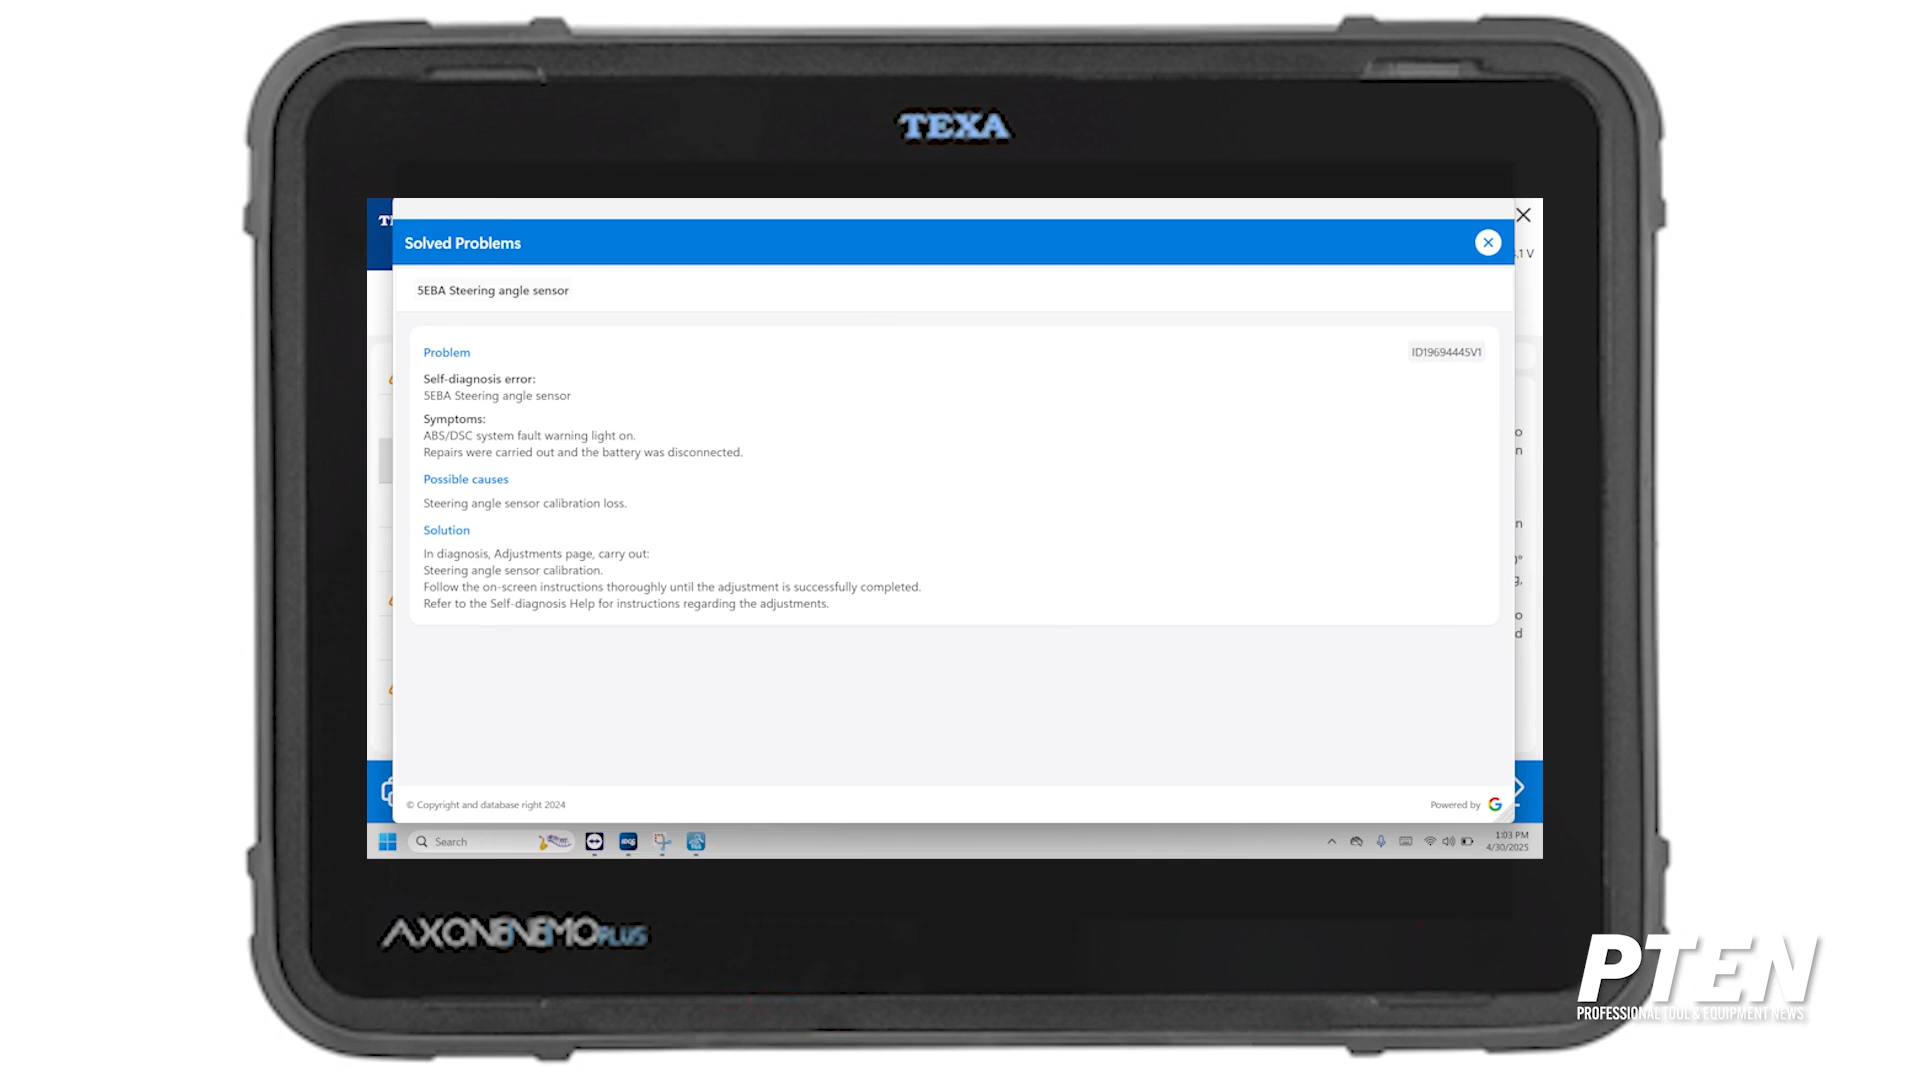 TEXA
Solved Problems
.1 V
5EBA Steering angle sensor
Problem
ID19694445V1
Self-diagnosis error:
5EBA Steering angle sensor
Symptoms:
ABS/DSC system fault warning light on.
Repairs were carried out and the battery was disconnected.
Possible causes
Steering angle sensor calibration loss.
Solution
In diagnosis, Adjustments page, carry out:
Steering angle sensor calibration.
Follow the on-screen instructions thoroughly until the adjustment is successfully completed.
Refer to the Self-diagnosis Help for instructions regarding the adjustments.
© Copyright and database right 2024
Powered by G
Search
IDC6
1:03 PM
4/30/2025
AXONE NEMO PLUS
PTEN
PROFESSIONAL TOOL & EQUIPMENT NEWS